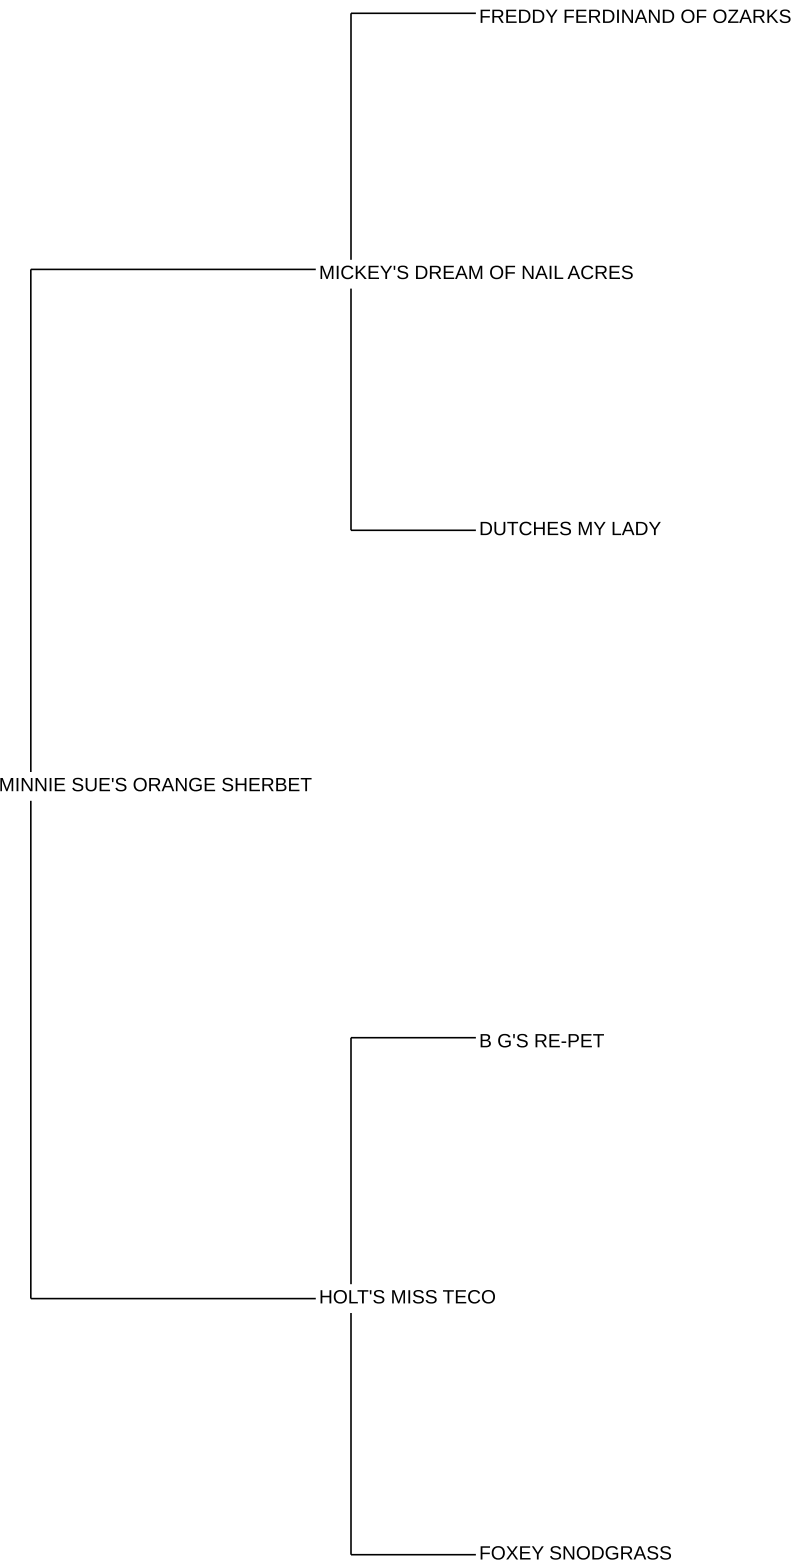 FREDDY FERDINAND OF OZARKS
MICKEY'S DREAM OF NAIL ACRES
DUTCHES MY LADY
MINNIE SUE'S ORANGE SHERBET
B G'S RE-PET
HOLT'S MISS TECO
FOXEY SNODGRASS